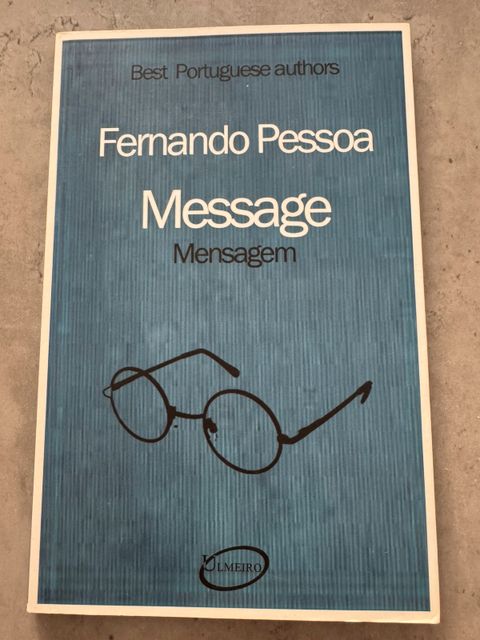 Best Portuguese authors
Fernando Pessoa
Message
Mensagem
ULMEIRO